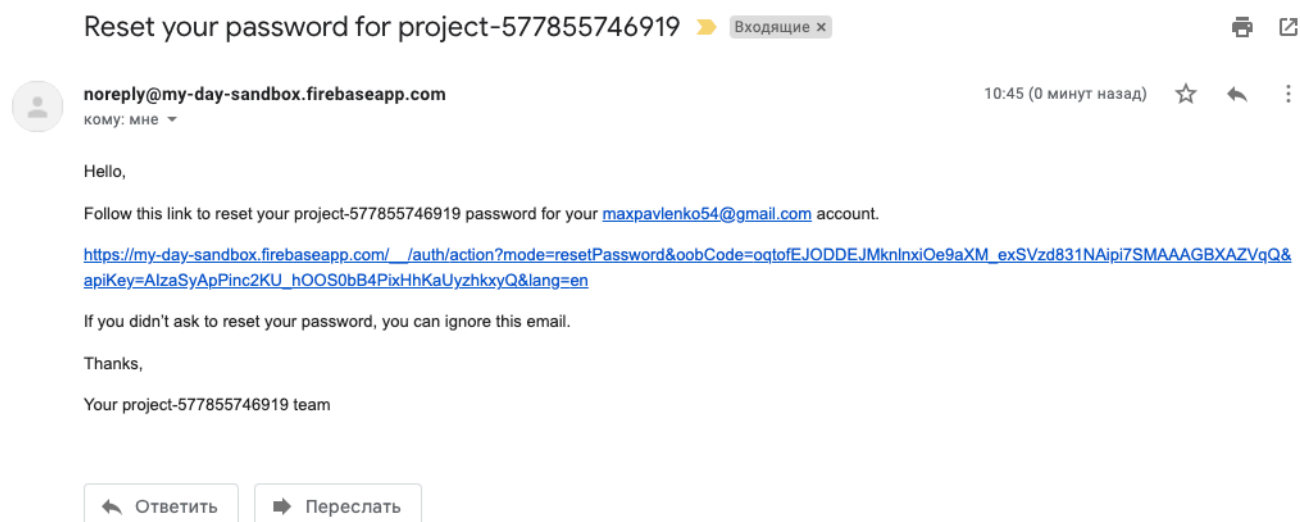 Reset your password for project-577855746919 Входящие ×
noreply@my-day-sandbox.firebaseapp.com 10:45 (0 минут назад)
кому: мне
Hello,
Follow this link to reset your project-577855746919 password for your maxpavlenko54@gmail.com account.
https://my-day-sandbox.firebaseapp.com/__/auth/action?mode=resetPassword&oobCode=oqtofEJODDEJMknlnxiOe9aXM_exSVzd831NAipi7SMAAAGBXAZVqQ&
apiKey=AIzaSyApPinc2KU_hOOS0bB4PixHhKaUyzhkxyQ&lang=en
If you didn’t ask to reset your password, you can ignore this email.
Thanks,
Your project-577855746919 team
Ответить Переслать